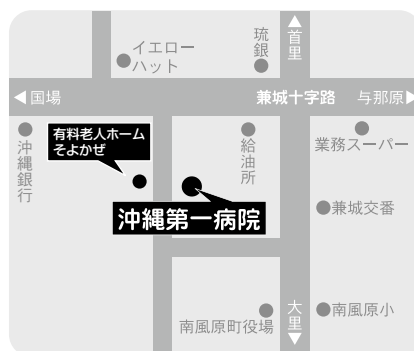 イエロー
ハット
琉銀
▲首里
◀国場
兼城十字路
与那原▶
沖縄銀行
有料老人ホーム
そよかぜ
給油所
業務スーパー
沖縄第一病院
兼城交番
南風原町役場
大里▼
南風原小